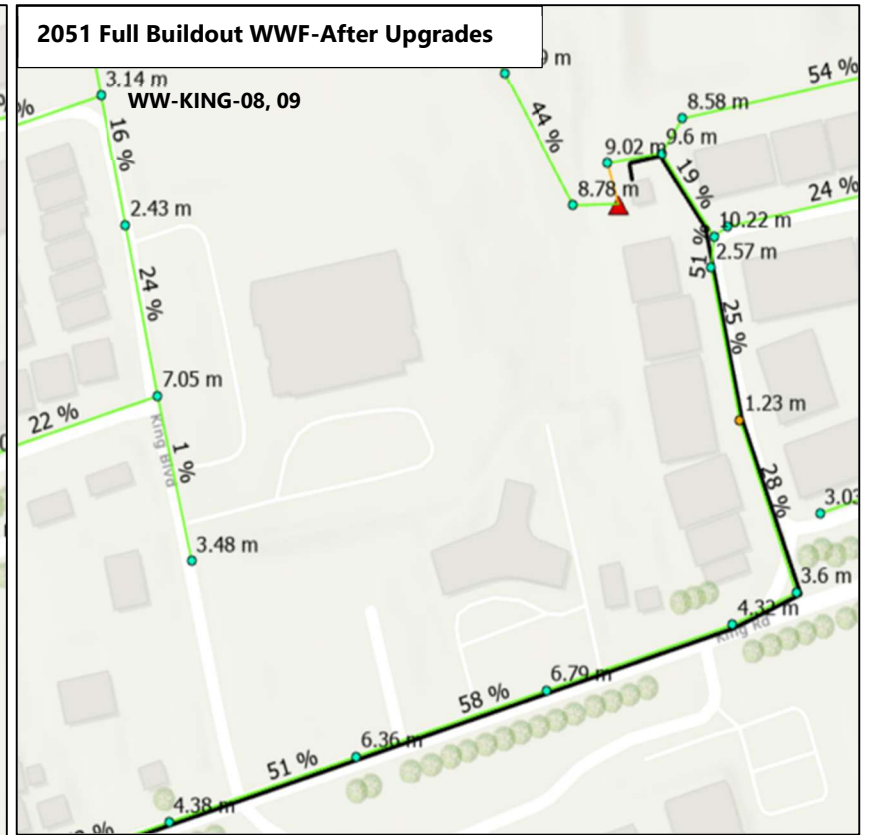 2051 Full Buildout WWF-After Upgrades
WW-KING-08, 09
3.14 m
54 %
8.58 m
44 %
16 %
9.6 m
9.02 m
19 %
8.78 m
24 %
2.43 m
10.22 m
51 %
2.57 m
24 %
25 %
7.05 m
1.23 m
22 %
King Blvd
1 %
28 %
3.03
3.48 m
3.6 m
4.32 m
King Rd
6.79 m
58 %
6.36 m
51 %
4.38 m